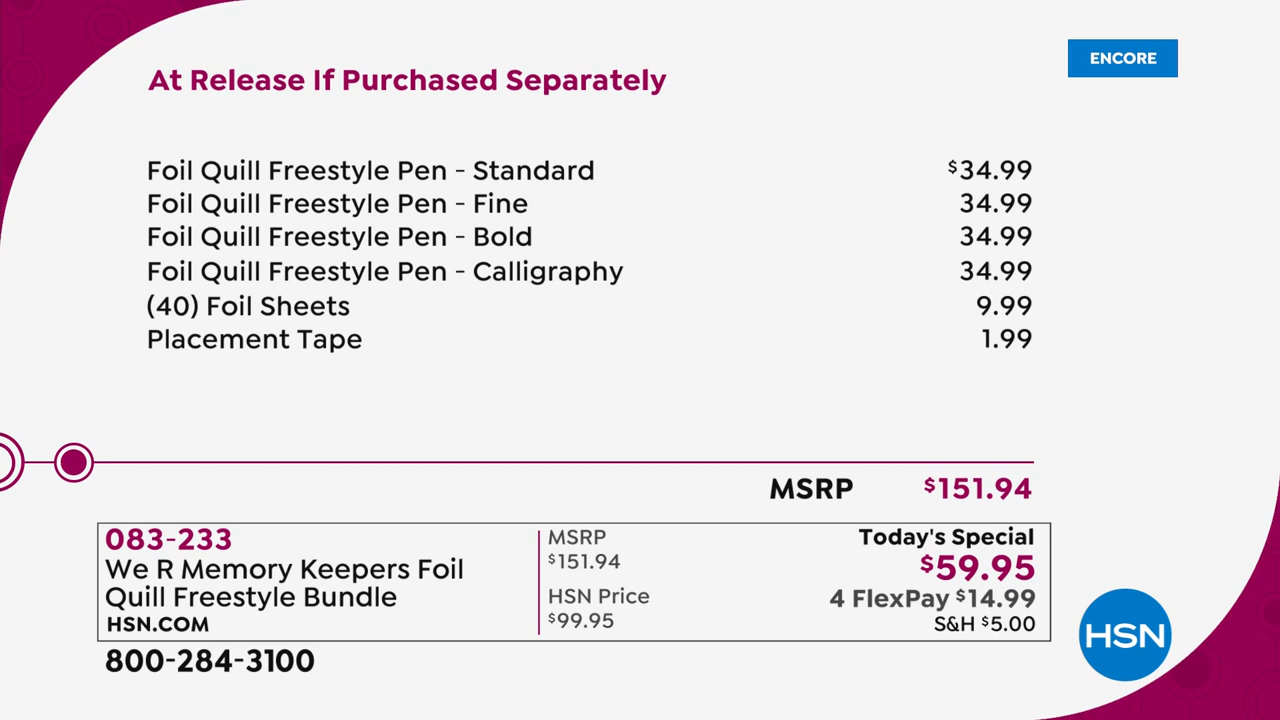 ENCORE
At Release If Purchased Separately
Foil Quill Freestyle Pen - Standard $34.99
Foil Quill Freestyle Pen - Fine 34.99
Foil Quill Freestyle Pen - Bold 34.99
Foil Quill Freestyle Pen - Calligraphy 34.99
(40) Foil Sheets 9.99
Placement Tape 1.99
MSRP $151.94
083-233
We R Memory Keepers Foil
Quill Freestyle Bundle
HSN.COM
MSRP
$151.94
HSN Price
$99.95
Today's Special
$59.95
4 FlexPay $14.99
S&H $5.00
HSN
800-284-3100